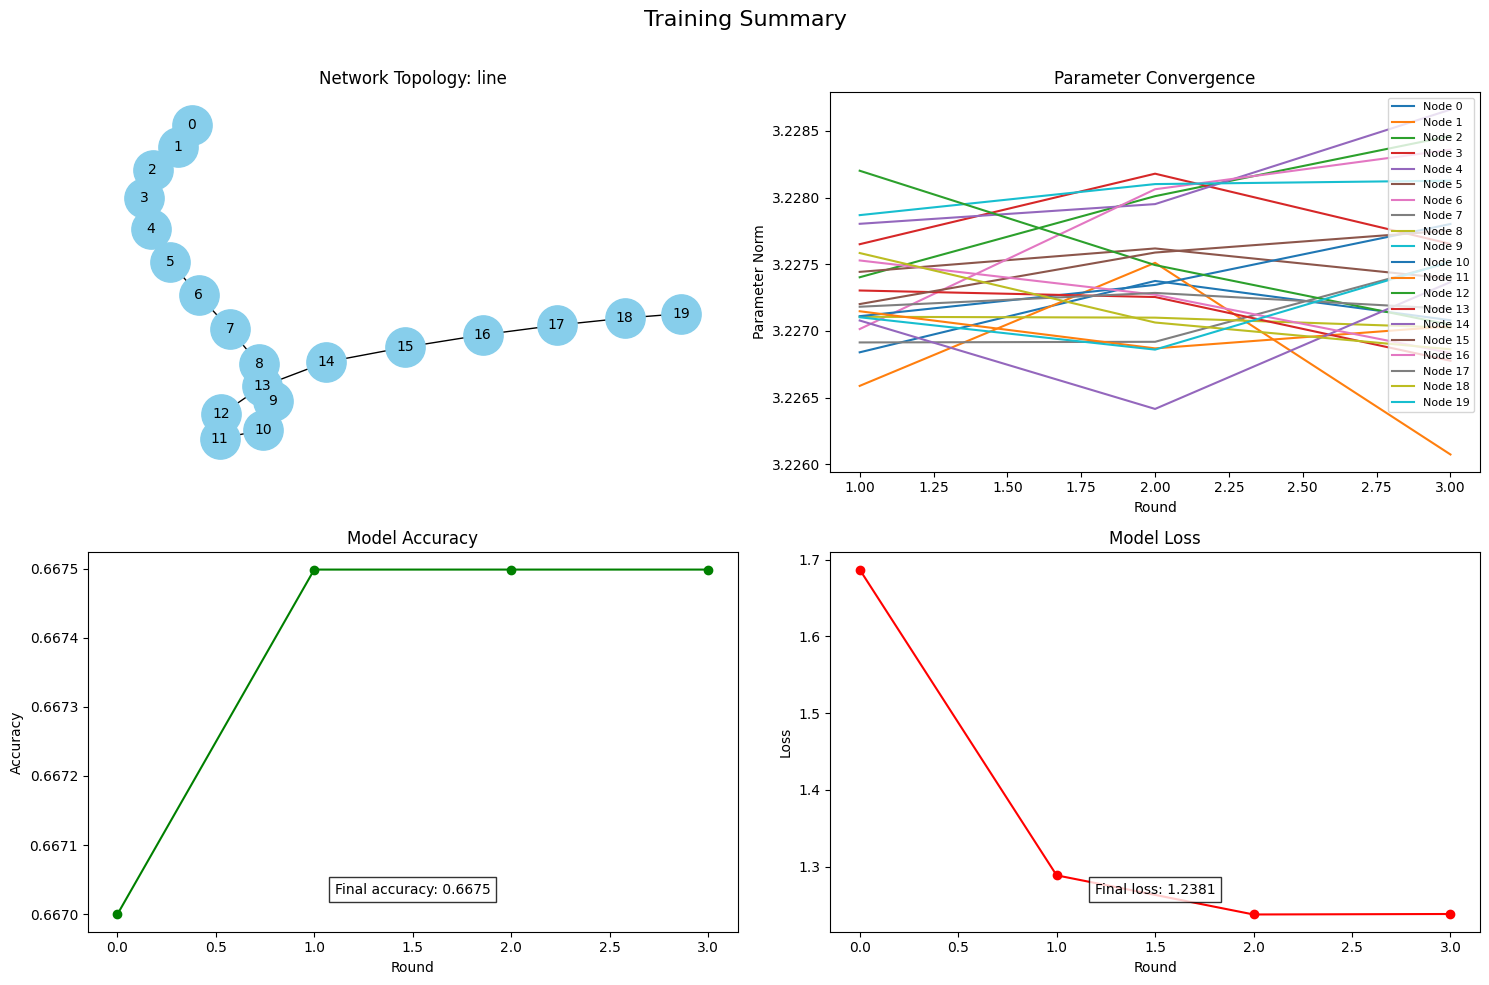 Training Summary
Network Topology: line
0
1
2
3
4
5
6
7
8
9
10
11
12
13
14
15
16
17
18
19
Parameter Convergence
Parameter Norm
3.2285
3.2280
3.2275
3.2270
3.2265
3.2260
1.00 1.25 1.50 1.75 2.00 2.25 2.50 2.75 3.00
Round
Node 0
Node 1
Node 2
Node 3
Node 4
Node 5
Node 6
Node 7
Node 8
Node 9
Node 10
Node 11
Node 12
Node 13
Node 14
Node 15
Node 16
Node 17
Node 18
Node 19
Model Accuracy
Accuracy
0.6675
0.6674
0.6673
0.6672
0.6671
0.6670
Final accuracy: 0.6675
0.0 0.5 1.0 1.5 2.0 2.5 3.0
Round
Model Loss
Loss
1.7
1.6
1.5
1.4
1.3
Final loss: 1.2381
0.0 0.5 1.0 1.5 2.0 2.5 3.0
Round